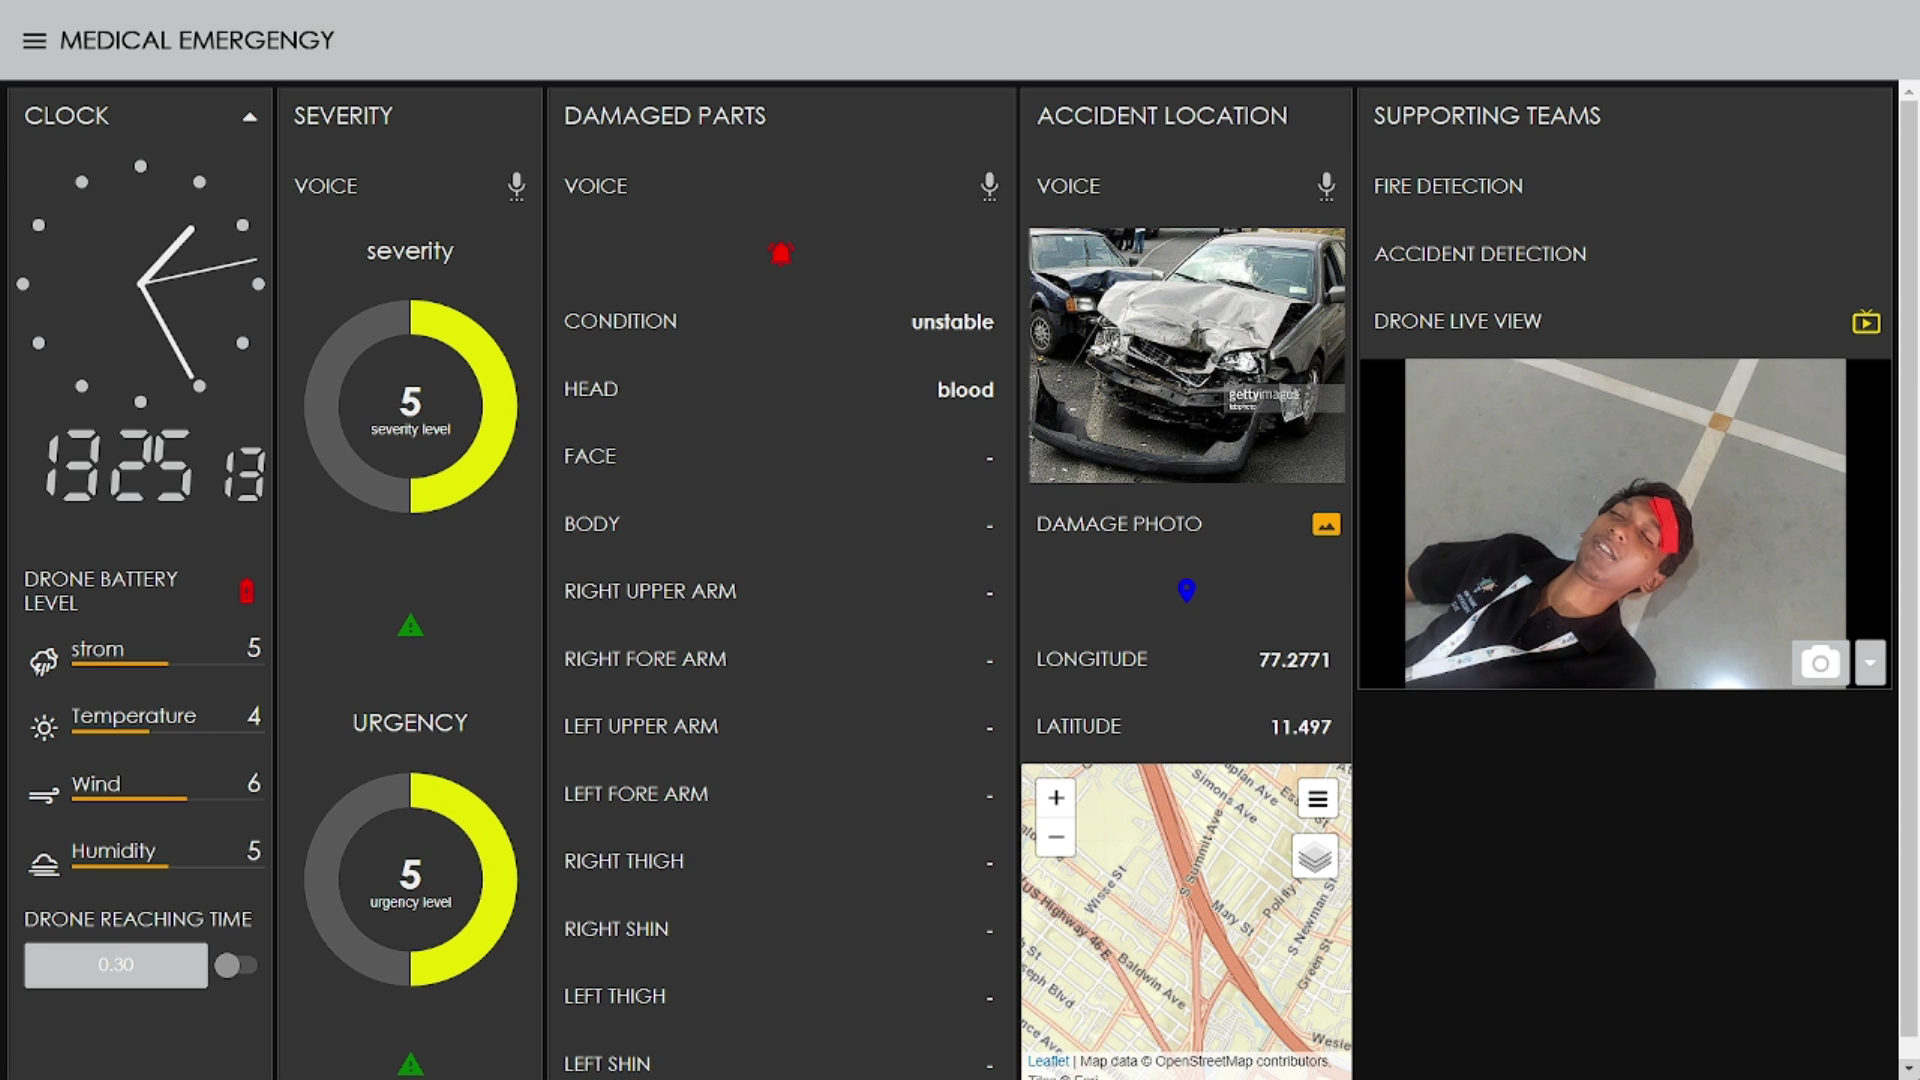 MEDICAL EMERGENGY
CLOCK
13 25 13
DRONE BATTERY
LEVEL
strom 5
Temperature 4
Wind 6
Humidity 5
DRONE REACHING TIME
0.30
SEVERITY
VOICE
severity
5
severity level
URGENCY
5
urgency level
DAMAGED PARTS
VOICE
CONDITION unstable
HEAD blood
FACE -
BODY -
RIGHT UPPER ARM -
RIGHT FORE ARM -
LEFT UPPER ARM -
LEFT FORE ARM -
RIGHT THIGH -
RIGHT SHIN -
LEFT THIGH -
LEFT SHIN -
ACCIDENT LOCATION
VOICE
gettyimages
DAMAGE PHOTO
LONGITUDE 77.2771
LATITUDE 11.497
+
−
Simons Ave
Kaplan Ave
S Summit Ave
Wisse St
Mary St
Polifly
S Newman St
Green St
US Highway 46 E
Baldwin Ave
Leaflet | Map data © OpenStreetMap contributors,
SUPPORTING TEAMS
FIRE DETECTION
ACCIDENT DETECTION
DRONE LIVE VIEW